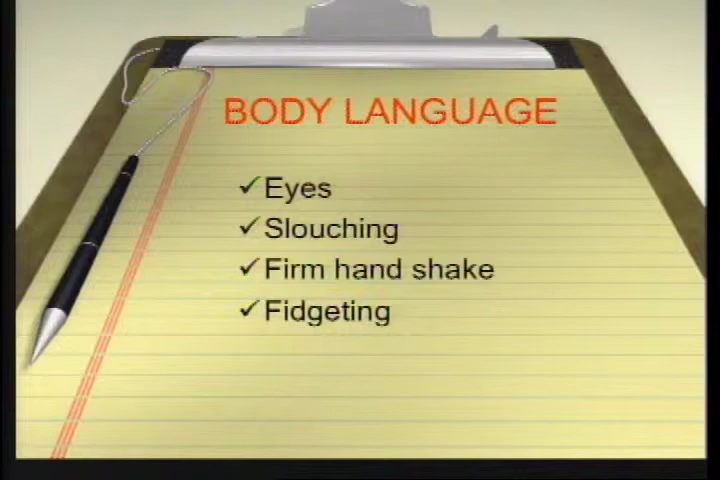 BODY LANGUAGE
✓Eyes
✓Slouching
✓Firm hand shake
✓Fidgeting